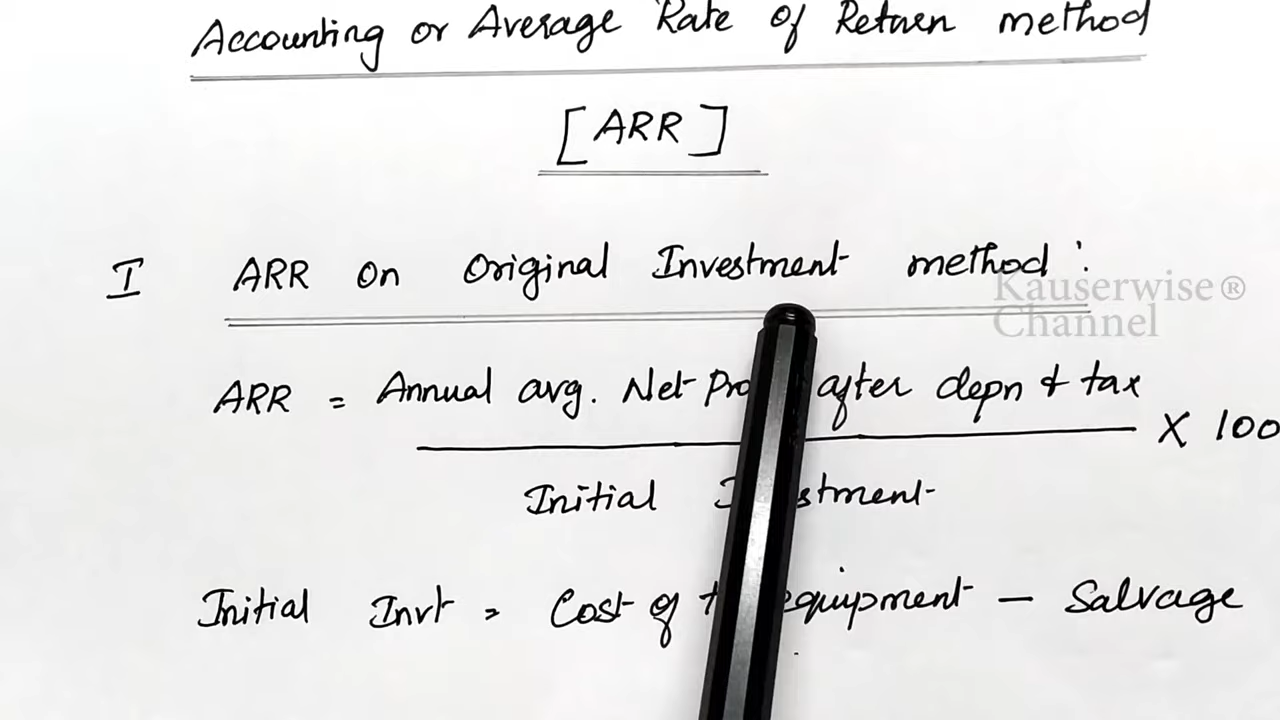 Accounting or Average Rate of Return method
[ARR]
I ARR on Original Investment method:
Kauserwise®
Channel
ARR = Annual avg. Net Pro after depn & tax
X 100
Initial
Initial Invt = Cost of equipment - Salvage